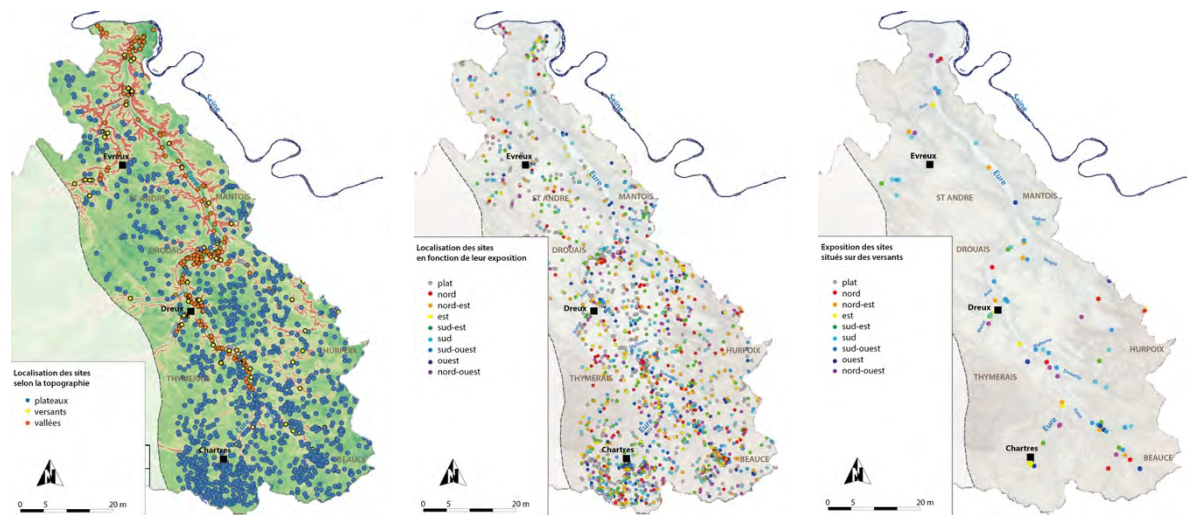 Seine
Evreux
Eure
ST ANDRE
MANTOIS
DROUAIS
Dreux
HURPOIX
Localisation des sites
selon la topographie
plateaux
versants
vallées
THYMERAIS
Eure
Chartres
BEAUCE
N
0 5 20 m
Seine
Evreux
Eure
ST ANDRE
MANTOIS
DROUAIS
Localisation des sites
en fonction de leur exposition
plat
nord
nord-est
est
sud-est
sud
sud-ouest
ouest
nord-ouest
Dreux
HURPOIX
THYMERAIS
Eure
Chartres
BEAUCE
N
0 5 20 m
Seine
Evreux
Eure
ST ANDRE
MANTOIS
DROUAIS
Exposition des sites
situés sur des versants
plat
nord
nord-est
est
sud-est
sud
sud-ouest
ouest
nord-ouest
Dreux
HURPOIX
THYMERAIS
Eure
Chartres
BEAUCE
N
0 5 20 m